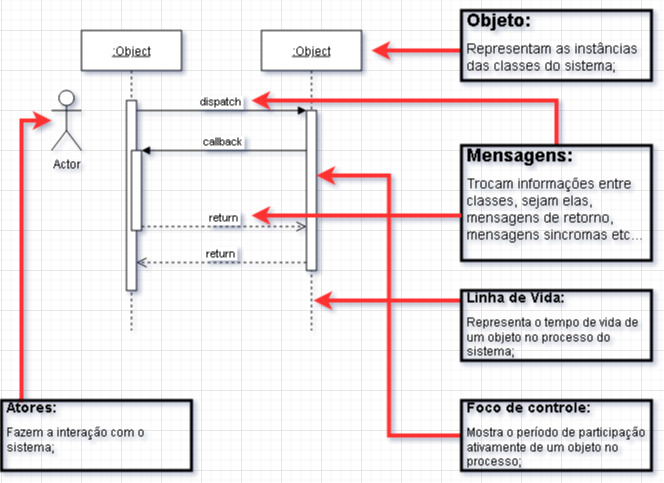 :Object
:Object
Objeto:
Representam as instâncias
das classes do sistema;
dispatch
callback
return
return
Actor
Mensagens:
Trocam informações entre
classes, sejam elas,
mensagens de retorno,
mensagens sincromas etc...
Linha de Vida:
Representa o tempo de vida de
um objeto no processo do
sistema;
Atores:
Fazem a interação com o
sistema;
Foco de controle:
Mostra o período de participação
ativamente de um objeto no
processo;